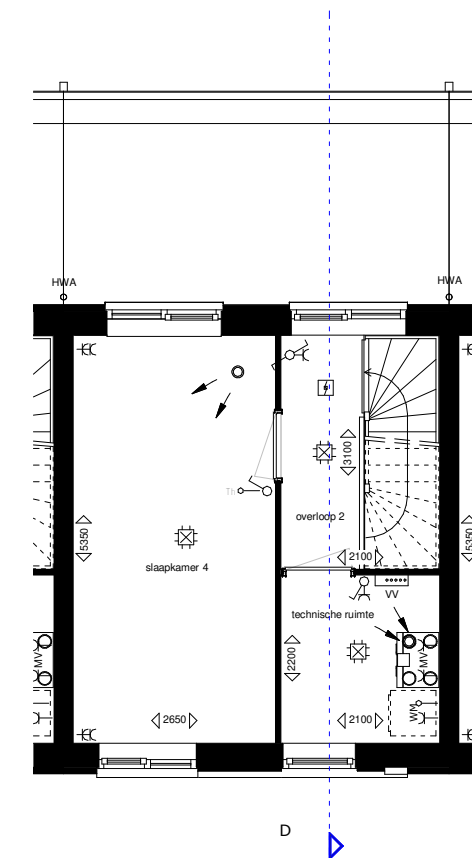 HWA
HWA
3100
Th
overloop 2
5350
5350
2100
slaapkamer 4
VV
technische ruimte
MV
MV
2200
WM
2650
2100
D